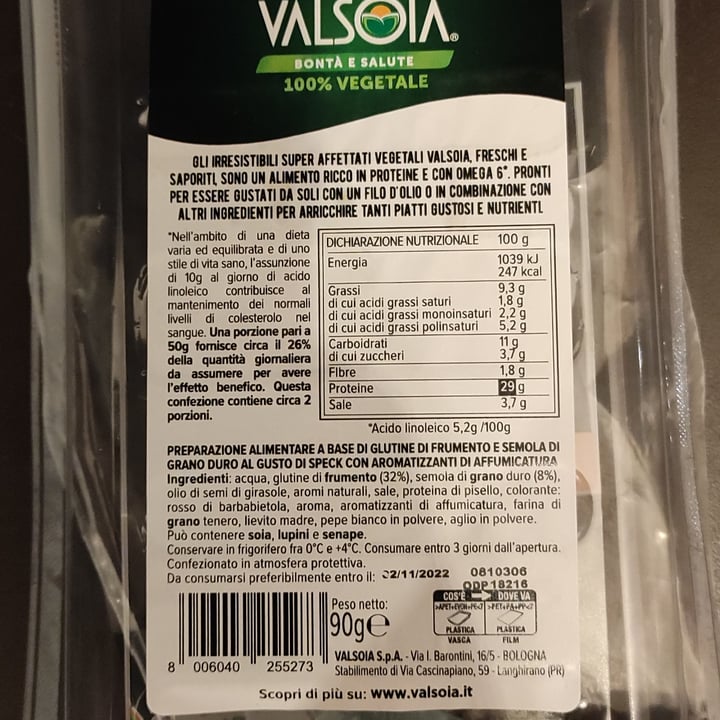 VALSOIA®
BONTÀ E SALUTE
100% VEGETALE
GLI IRRESISTIBILI SUPER AFFETTATI VEGETALI VALSOIA, FRESCHI E
SAPORITI, SONO UN ALIMENTO RICCO IN PROTEINE E CON OMEGA 6*. PRONTI
PER ESSERE GUSTATI DA SOLI CON UN FILO D'OLIO O IN COMBINAZIONE CON
ALTRI INGREDIENTI PER ARRICCHIRE TANTI PIATTI GUSTOSI E NUTRIENTI.
*Nell'ambito di una dieta
varia ed equilibrata e di uno
stile di vita sano, l'assunzione
di 10g al giorno di acido
linoleico contribuisce al
mantenimento dei normali
livelli di colesterolo nel
sangue. Una porzione pari a
50g fornisce circa il 26%
della quantità giornaliera
da assumere per avere
l'effetto benefico. Questa
confezione contiene circa 2
porzioni.
DICHIARAZIONE NUTRIZIONALE 100 g
Energia 1039 kJ
247 kcal
Grassi 9,3 g
di cui acidi grassi saturi 1,8 g
di cui acidi grassi monoinsaturi 2,2 g
di cui acidi grassi polinsaturi 5,2 g
Carboidrati 11 g
di cui zuccheri 3,7 g
Fibre 1,8 g
Proteine 29 g
Sale 3,7 g
*Acido linoleico 5,2g /100g
PREPARAZIONE ALIMENTARE A BASE DI GLUTINE DI FRUMENTO E SEMOLA DI
GRANO DURO AL GUSTO DI SPECK CON AROMATIZZANTI DI AFFUMICATURA
Ingredienti: acqua, glutine di frumento (32%), semola di grano duro (8%),
olio di semi di girasole, aromi naturali, sale, proteina di pisello, colorante:
rosso di barbabietola, aroma, aromatizzanti di affumicatura, farina di
grano tenero, lievito madre, pepe bianco in polvere, aglio in polvere.
Può contenere soia, lupini e senape.
Conservare in frigorifero fra 0°C e +4°C. Consumare entro 3 giorni dall'apertura.
Confezionato in atmosfera protettiva.
Da consumarsi preferibilmente entro il: 02/11/2022 0810306
ODP18216
COS'È DOVE VA
PLASTICA PLASTICA
VASCA FILM
Peso netto:
90g e
8 006040 255273
VALSOIA S.p.A. - Via I. Barontini, 16/5 - BOLOGNA
Stabilimento di Via Cascinapiano, 59 - Langhirano (PR)
Scopri di più su: www.valsoia.it